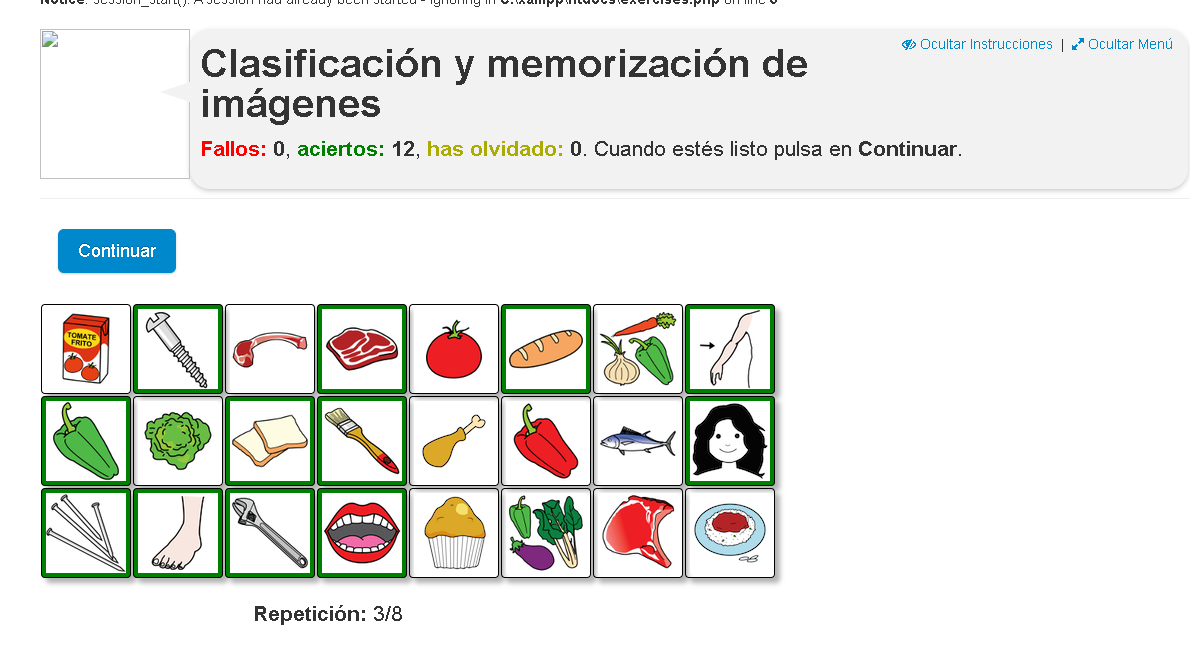 Notice: session_start(): A session had already been started - ignoring in C:\xampp\htdocs\exercises.php on line
Ocultar Instrucciones | Ocultar Menú
Clasificación y memorización de
imágenes
Fallos: 0, aciertos: 12, has olvidado: 0. Cuando estés listo pulsa en Continuar.
Continuar
TOMATE
FRITO
Repetición: 3/8